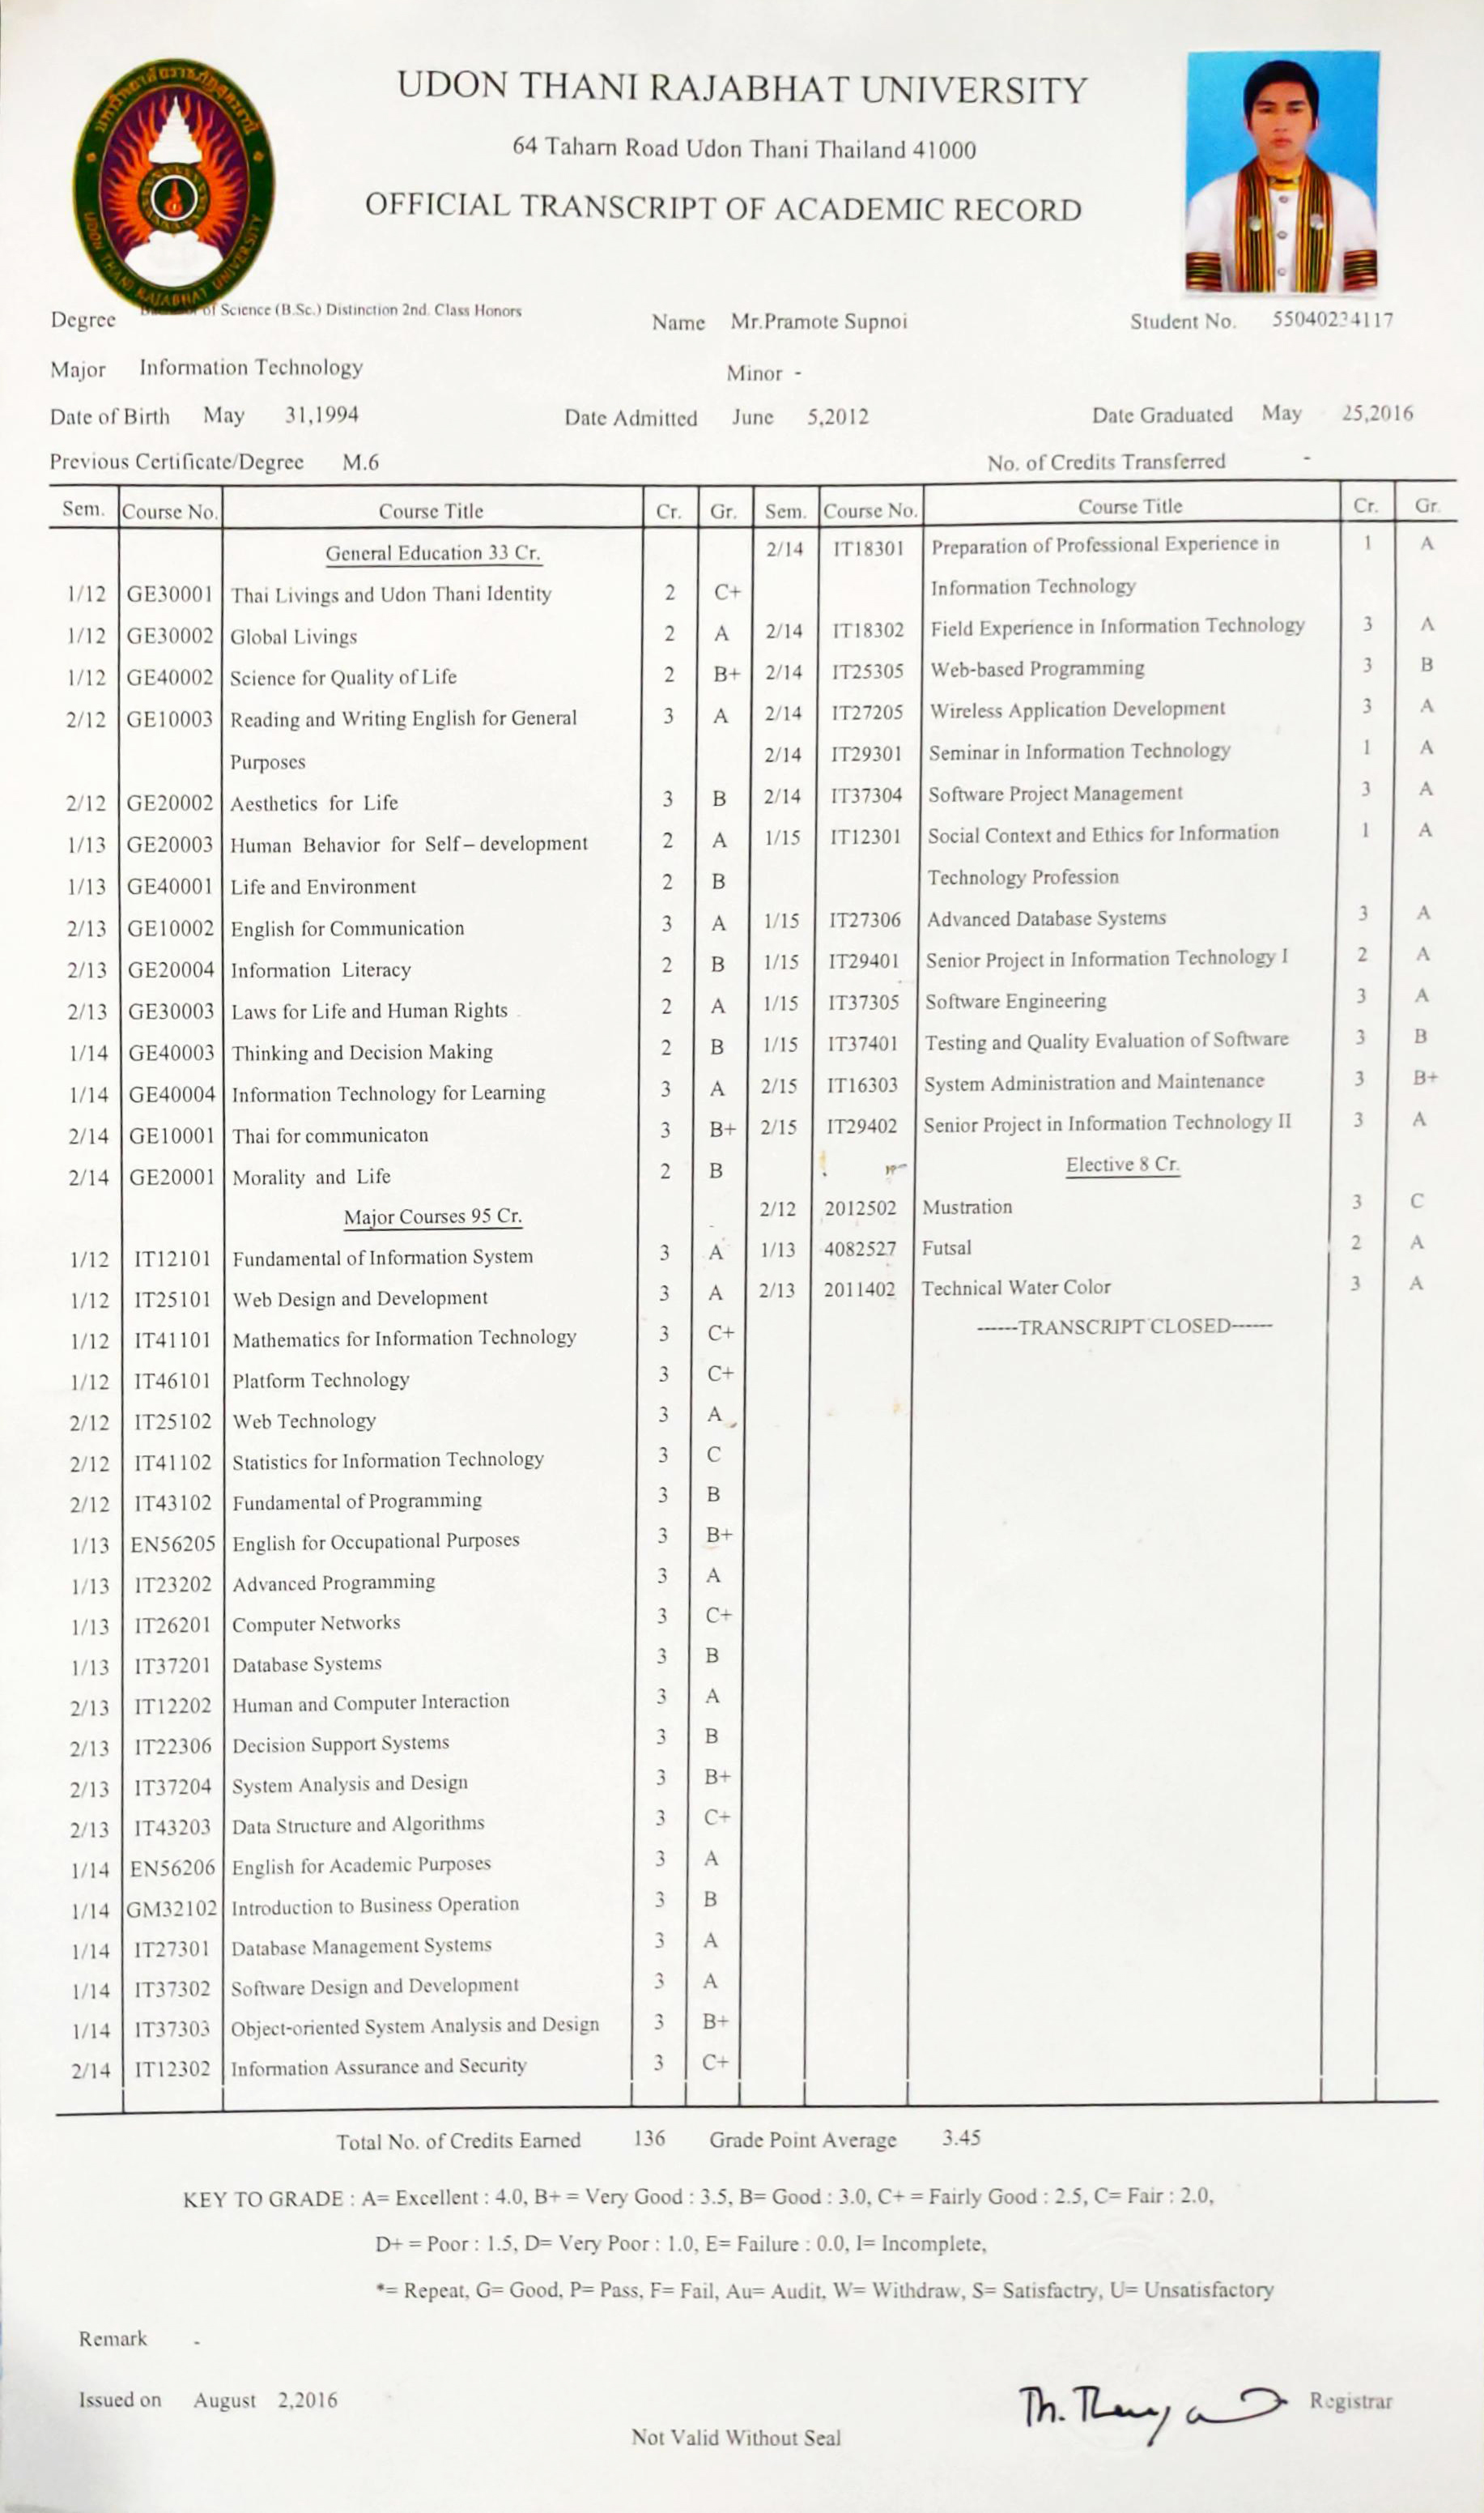 มหาวิทยาลัยราชภัฏอุดรธานี
UDON THANI RAJABHAT UNIVERSITY
UDON THANI RAJABHAT UNIVERSITY
64 Taharn Road Udon Thani Thailand 41000
OFFICIAL TRANSCRIPT OF ACADEMIC RECORD
Degree of Science (B.Sc.) Distinction 2nd. Class Honors Name Mr.Pramote Supnoi Student No. 55040234117
Major Information Technology Minor -
Date of Birth May 31,1994 Date Admitted June 5,2012 Date Graduated May 25,2016
Previous Certificate/Degree M.6 No. of Credits Transferred -
Sem. Course No. Course Title Cr. Gr.
General Education 33 Cr.
1/12 GE30001 Thai Livings and Udon Thani Identity 2 C+
1/12 GE30002 Global Livings 2 A
1/12 GE40002 Science for Quality of Life 2 B+
2/12 GE10003 Reading and Writing English for General 3 A
Purposes
2/12 GE20002 Aesthetics for Life 3 B
1/13 GE20003 Human Behavior for Self-development 2 A
1/13 GE40001 Life and Environment 2 B
2/13 GE10002 English for Communication 3 A
2/13 GE20004 Information Literacy 2 B
2/13 GE30003 Laws for Life and Human Rights 2 A
1/14 GE40003 Thinking and Decision Making 2 B
1/14 GE40004 Information Technology for Learning 3 A
2/14 GE10001 Thai for communicaton 3 B+
2/14 GE20001 Morality and Life 2 B
Major Courses 95 Cr.
1/12 IT12101 Fundamental of Information System 3 A
1/12 IT25101 Web Design and Development 3 A
1/12 IT41101 Mathematics for Information Technology 3 C+
1/12 IT46101 Platform Technology 3 C+
2/12 IT25102 Web Technology 3 A
2/12 IT41102 Statistics for Information Technology 3 C
2/12 IT43102 Fundamental of Programming 3 B
1/13 EN56205 English for Occupational Purposes 3 B+
1/13 IT23202 Advanced Programming 3 A
1/13 IT26201 Computer Networks 3 C+
1/13 IT37201 Database Systems 3 B
2/13 IT12202 Human and Computer Interaction 3 A
2/13 IT22306 Decision Support Systems 3 B
2/13 IT37204 System Analysis and Design 3 B+
2/13 IT43203 Data Structure and Algorithms 3 C+
1/14 EN56206 English for Academic Purposes 3 A
1/14 GM32102 Introduction to Business Operation 3 B
1/14 IT27301 Database Management Systems 3 A
1/14 IT37302 Software Design and Development 3 A
1/14 IT37303 Object-oriented System Analysis and Design 3 B+
2/14 IT12302 Information Assurance and Security 3 C+
Sem. Course No. Course Title Cr. Gr.
2/14 IT18301 Preparation of Professional Experience in 1 A
Information Technology
2/14 IT18302 Field Experience in Information Technology 3 A
2/14 IT25305 Web-based Programming 3 B
2/14 IT27205 Wireless Application Development 3 A
2/14 IT29301 Seminar in Information Technology 1 A
2/14 IT37304 Software Project Management 3 A
1/15 IT12301 Social Context and Ethics for Information 1 A
Technology Profession
1/15 IT27306 Advanced Database Systems 3 A
1/15 IT29401 Senior Project in Information Technology I 2 A
1/15 IT37305 Software Engineering 3 A
1/15 IT37401 Testing and Quality Evaluation of Software 3 B
2/15 IT16303 System Administration and Maintenance 3 B+
2/15 IT29402 Senior Project in Information Technology II 3 A
Elective 8 Cr.
2/12 2012502 Mustration 3 C
1/13 4082527 Futsal 2 A
2/13 2011402 Technical Water Color 3 A
------TRANSCRIPT CLOSED------
Total No. of Credits Earned 136 Grade Point Average 3.45
KEY TO GRADE : A= Excellent : 4.0, B+ = Very Good : 3.5, B= Good : 3.0, C+ = Fairly Good : 2.5, C= Fair : 2.0,
D+ = Poor : 1.5, D= Very Poor : 1.0, E= Failure : 0.0, I= Incomplete,
*= Repeat, G= Good, P= Pass, F= Fail, Au= Audit, W= Withdraw, S= Satisfactry, U= Unsatisfactory
Remark -
Issued on August 2,2016
Registrar
Not Valid Without Seal